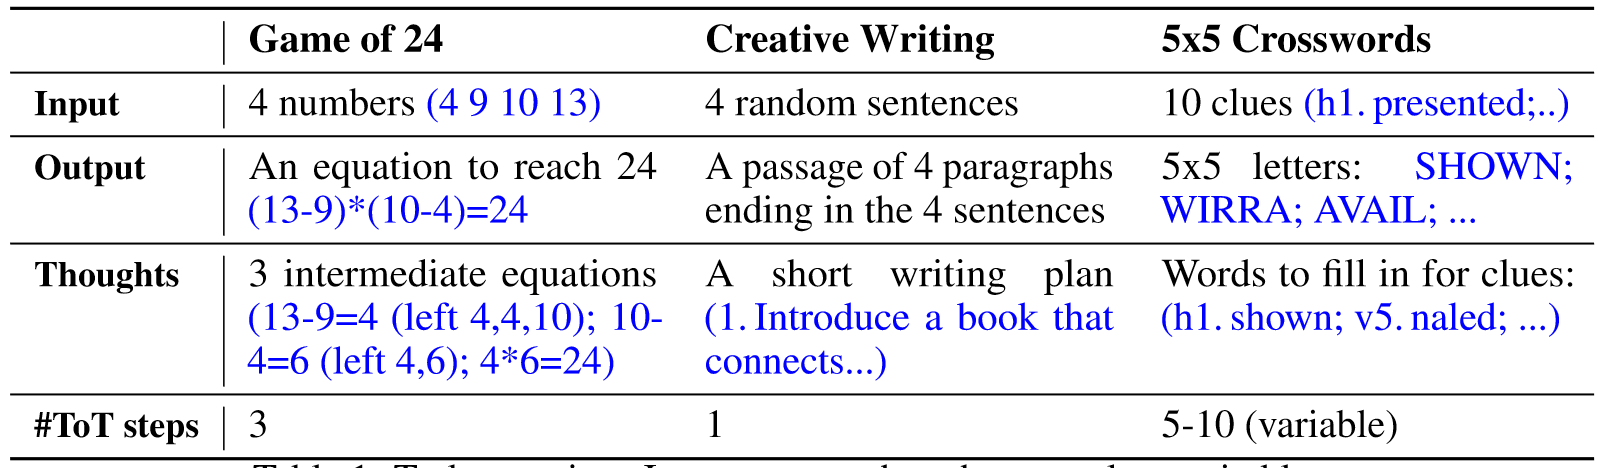 Game of 24 Creative Writing 5x5 Crosswords
Input 4 numbers (4 9 10 13) 4 random sentences 10 clues (h1. presented;..)
Output An equation to reach 24 A passage of 4 paragraphs 5x5 letters: SHOWN;
(13-9)*(10-4)=24 ending in the 4 sentences WIRRA; AVAIL; ...
Thoughts 3 intermediate equations A short writing plan Words to fill in for clues:
(13-9=4 (left 4,4,10); 10- (1. Introduce a book that (h1. shown; v5. naled; ...)
4=6 (left 4,6); 4*6=24) connects...)
#ToT steps 3 1 5-10 (variable)